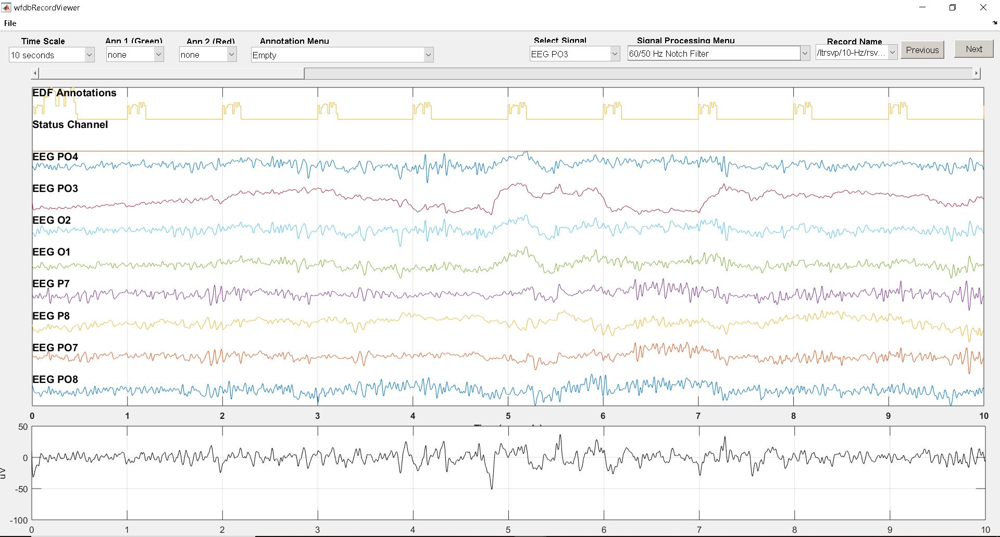 wfdbRecordViewer
File
Time Scale Ann 1 (Green) Ann 2 (Red) Annotation Menu Select Signal Signal Processing Menu Record Name
10 seconds none none Empty EEG PO3 60/50 Hz Notch Filter /ltrsvp/10-Hz/rsv... Previous Next
EDF Annotations
Status Channel
EEG PO4
EEG PO3
EEG O2
EEG O1
EEG P7
EEG P8
EEG PO7
EEG PO8
0 1 2 3 4 5 6 7 8 9 10
50
0
uV
-50
-100
0 1 2 3 4 5 6 7 8 9 10